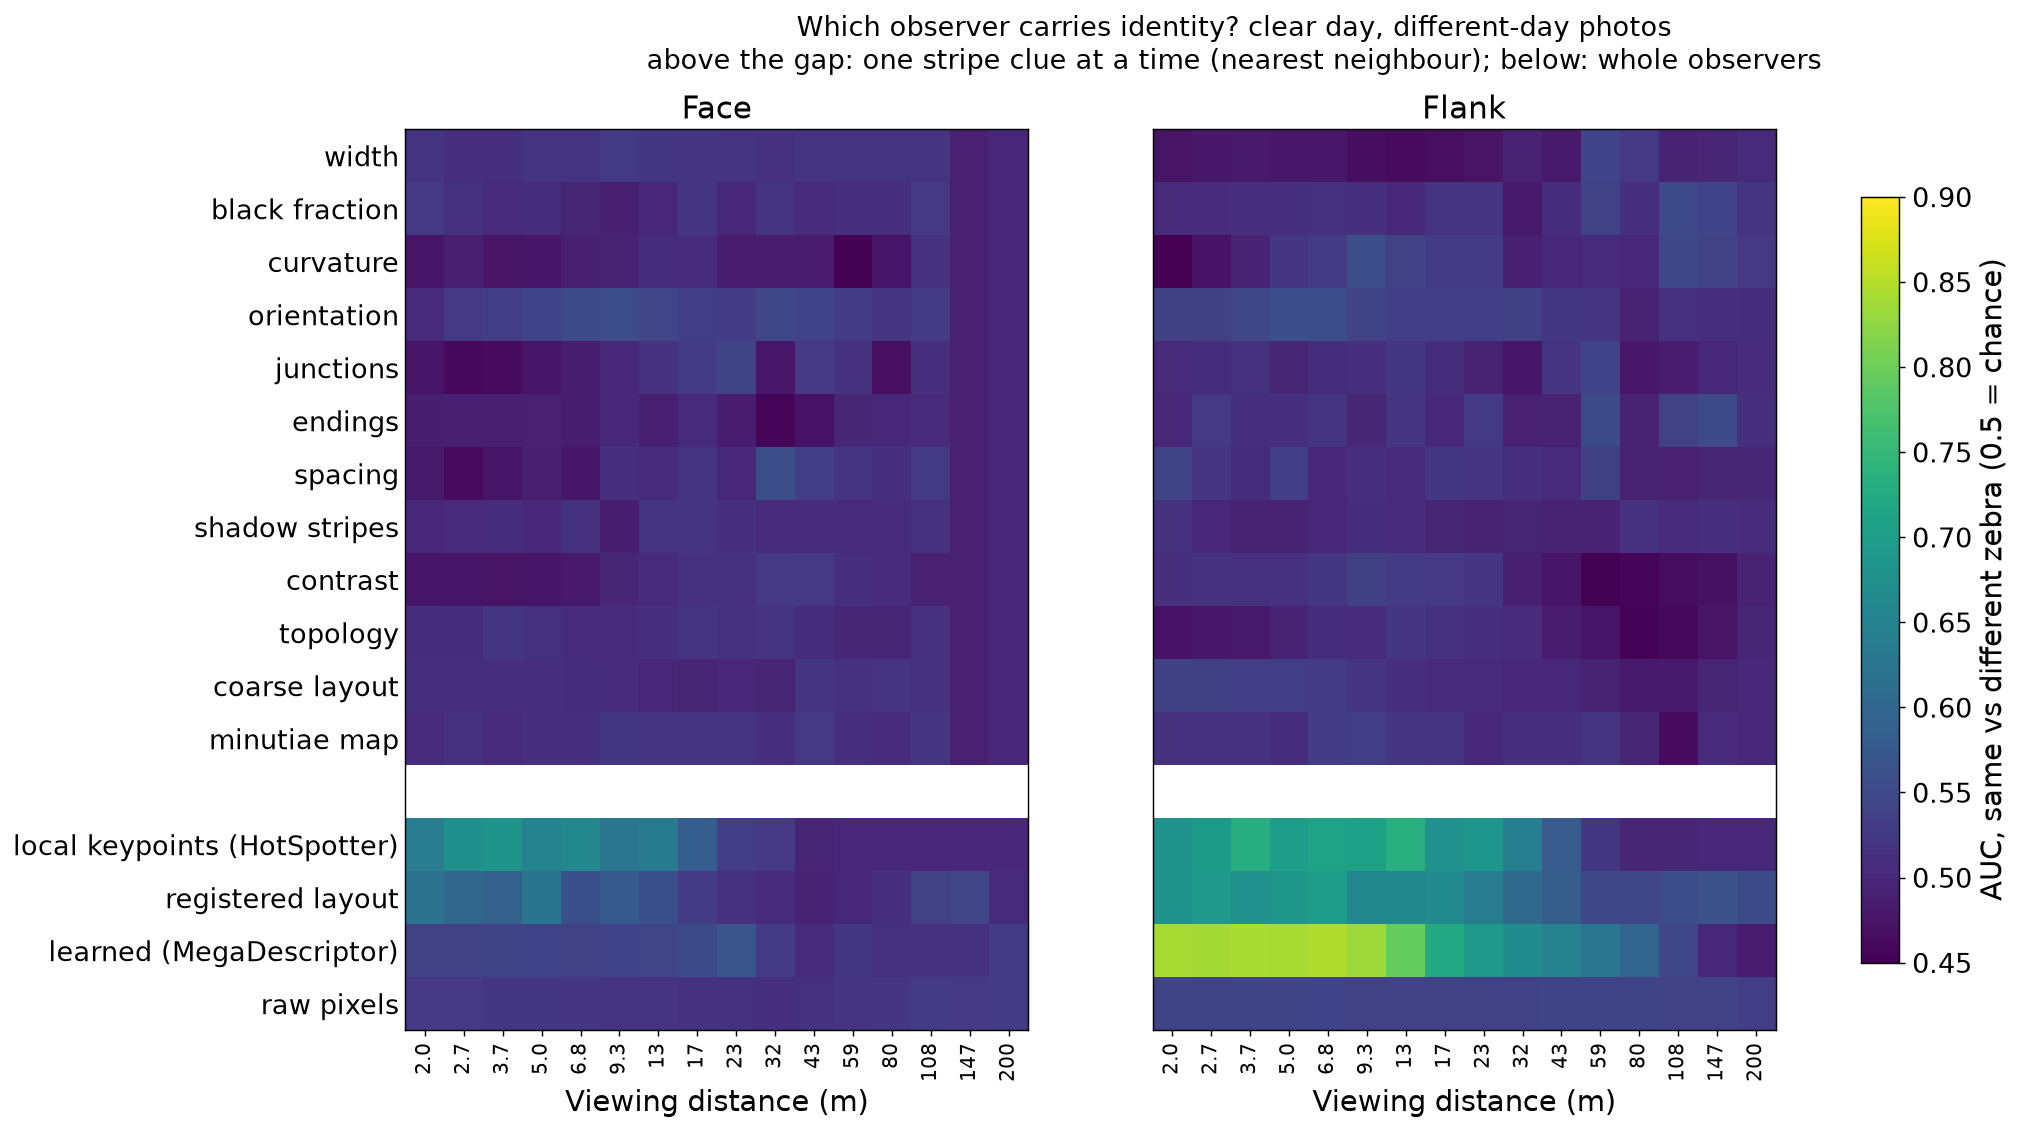 Which observer carries identity? clear day, different-day photos
above the gap: one stripe clue at a time (nearest neighbour); below: whole observers
Face
Flank
width
black fraction
curvature
orientation
junctions
endings
spacing
shadow stripes
contrast
topology
coarse layout
minutiae map
local keypoints (HotSpotter)
registered layout
learned (MegaDescriptor)
raw pixels
2.0 2.7 3.7 5.0 6.8 9.3 13 17 23 32 43 59 80 108 147 200
Viewing distance (m)
2.0 2.7 3.7 5.0 6.8 9.3 13 17 23 32 43 59 80 108 147 200
Viewing distance (m)
0.90
0.85
0.80
0.75
0.70
0.65
0.60
0.55
0.50
0.45
AUC, same vs different zebra (0.5 = chance)